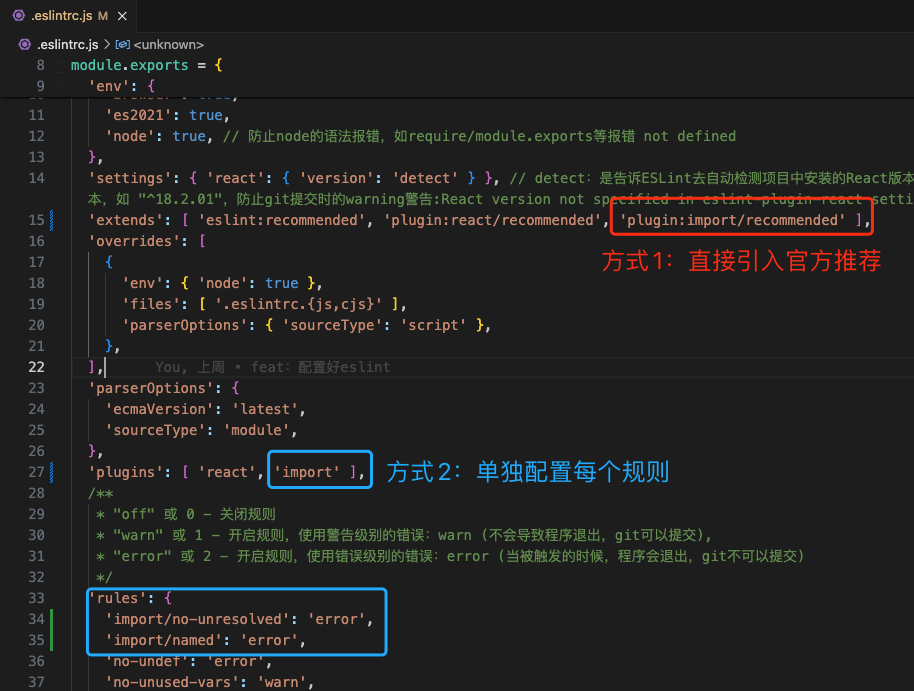 .eslintrc.js M ×
.eslintrc.js > <unknown>
8 module.exports = {
9 'env': {
11 'es2021': true,
12 'node': true, // 防止node的语法报错，如require/module.exports等报错 not defined
13 },
14 'settings': { 'react': { 'version': 'detect' } }, // detect：是告诉ESLint去自动检测项目中安装的React版本
本，如 "^18.2.01"，防止git提交时的warning警告:React version not specified in eslint-plugin-react setti
15 'extends': [ 'eslint:recommended', 'plugin:react/recommended', 'plugin:import/recommended' ],
16 'overrides': [
方式1：直接引入官方推荐
17 {
18 'env': { 'node': true },
19 'files': [ '.eslintrc.{js,cjs}' ],
20 'parserOptions': { 'sourceType': 'script' },
21 },
22 ], You, 上周 • feat：配置好eslint
23 'parserOptions': {
24 'ecmaVersion': 'latest',
25 'sourceType': 'module',
26 },
27 'plugins': [ 'react', 'import' ], 方式2：单独配置每个规则
28 /**
29 * "off" 或 0 - 关闭规则
30 * "warn" 或 1 - 开启规则，使用警告级别的错误：warn (不会导致程序退出，git可以提交),
31 * "error" 或 2 - 开启规则，使用错误级别的错误：error (当被触发的时候，程序会退出，git不可以提交)
32 */
33 'rules': {
34 'import/no-unresolved': 'error',
35 'import/named': 'error',
36 'no-undef': 'error',
37 'no-unused-vars': 'warn',